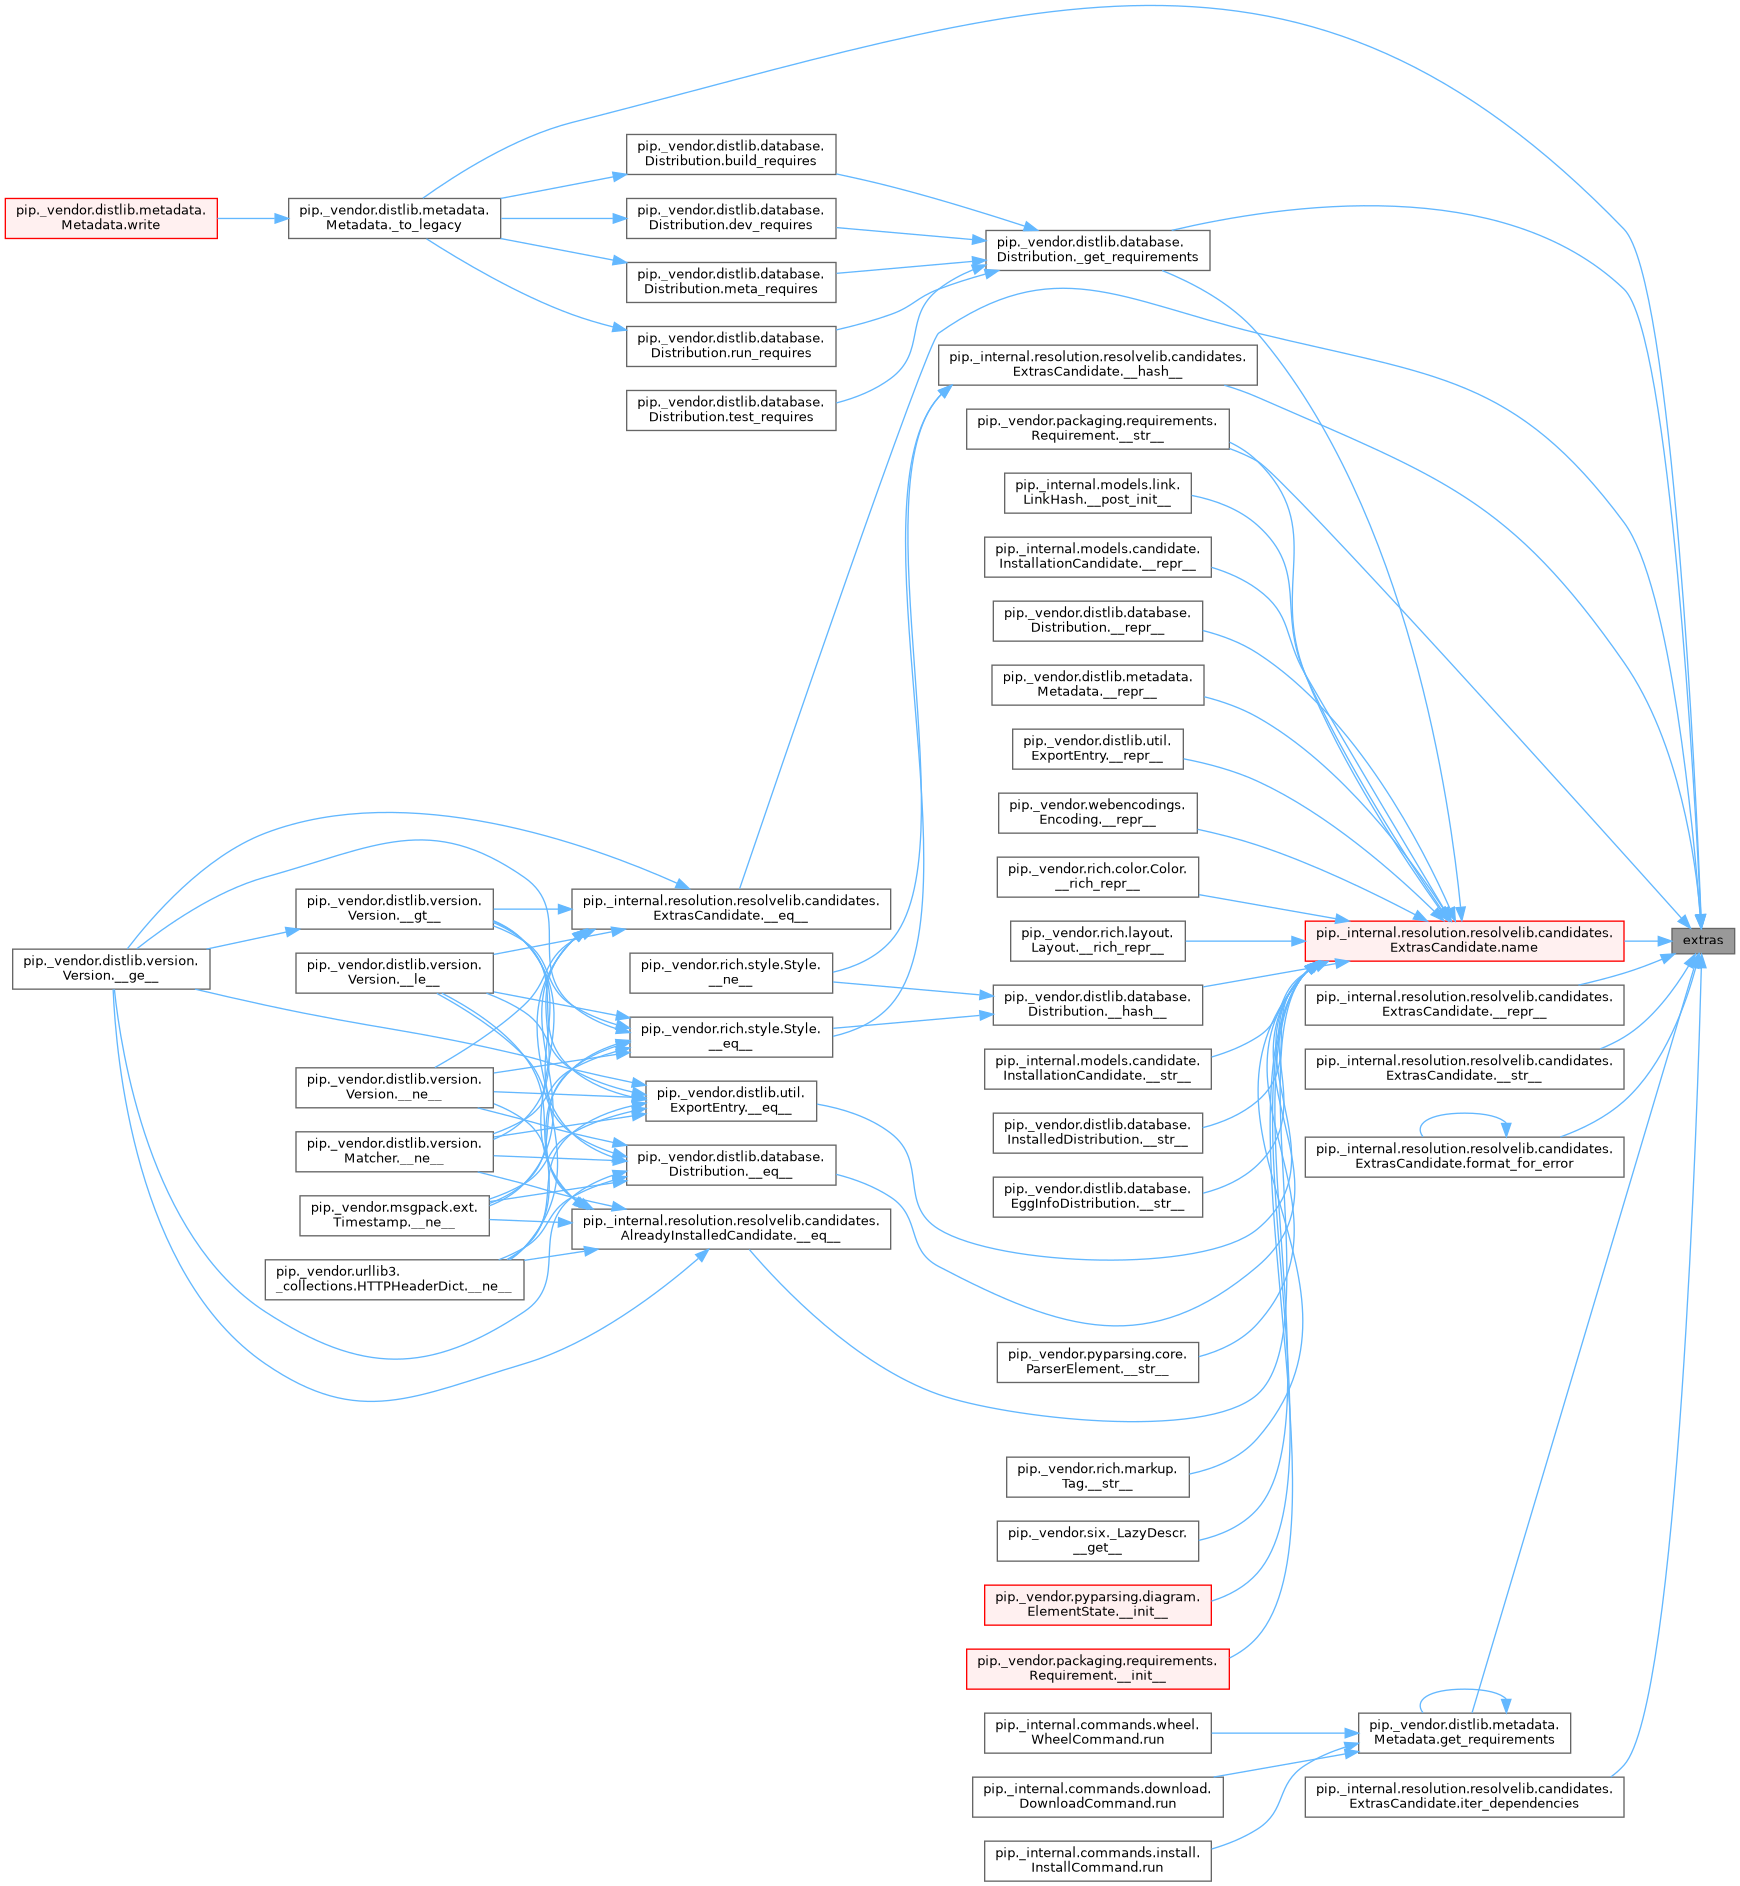 pip._vendor.distlib.database.
Distribution.build_requires
pip._vendor.distlib.metadata.
Metadata.write
pip._vendor.distlib.metadata.
Metadata._to_legacy
pip._vendor.distlib.database.
Distribution.dev_requires
pip._vendor.distlib.database.
Distribution._get_requirements
pip._vendor.distlib.database.
Distribution.meta_requires
pip._vendor.distlib.database.
Distribution.run_requires
pip._vendor.distlib.database.
Distribution.test_requires
pip._internal.resolution.resolvelib.candidates.
ExtrasCandidate.__hash__
pip._vendor.packaging.requirements.
Requirement.__str__
pip._internal.models.link.
LinkHash.__post_init__
pip._internal.models.candidate.
InstallationCandidate.__repr__
pip._vendor.distlib.database.
Distribution.__repr__
pip._vendor.distlib.metadata.
Metadata.__repr__
pip._vendor.distlib.util.
ExportEntry.__repr__
pip._vendor.webencodings.
Encoding.__repr__
pip._vendor.rich.color.Color.
__rich_repr__
pip._vendor.distlib.version.
Version.__gt__
pip._internal.resolution.resolvelib.candidates.
ExtrasCandidate.__eq__
pip._vendor.rich.layout.
Layout.__rich_repr__
pip._internal.resolution.resolvelib.candidates.
ExtrasCandidate.name
extras
pip._vendor.distlib.version.
Version.__ge__
pip._vendor.distlib.version.
Version.__le__
pip._vendor.rich.style.Style.
__ne__
pip._vendor.distlib.database.
Distribution.__hash__
pip._internal.resolution.resolvelib.candidates.
ExtrasCandidate.__repr__
pip._vendor.rich.style.Style.
__eq__
pip._internal.models.candidate.
InstallationCandidate.__str__
pip._internal.resolution.resolvelib.candidates.
ExtrasCandidate.__str__
pip._vendor.distlib.version.
Version.__ne__
pip._vendor.distlib.util.
ExportEntry.__eq__
pip._vendor.distlib.database.
InstalledDistribution.__str__
pip._internal.resolution.resolvelib.candidates.
ExtrasCandidate.format_for_error
pip._vendor.distlib.version.
Matcher.__ne__
pip._vendor.distlib.database.
Distribution.__eq__
pip._vendor.distlib.database.
EggInfoDistribution.__str__
pip._vendor.msgpack.ext.
Timestamp.__ne__
pip._internal.resolution.resolvelib.candidates.
AlreadyInstalledCandidate.__eq__
pip._vendor.urllib3.
_collections.HTTPHeaderDict.__ne__
pip._vendor.pyparsing.core.
ParserElement.__str__
pip._vendor.rich.markup.
Tag.__str__
pip._vendor.six._LazyDescr.
__get__
pip._vendor.pyparsing.diagram.
ElementState.__init__
pip._vendor.packaging.requirements.
Requirement.__init__
pip._internal.commands.wheel.
WheelCommand.run
pip._vendor.distlib.metadata.
Metadata.get_requirements
pip._internal.commands.download.
DownloadCommand.run
pip._internal.resolution.resolvelib.candidates.
ExtrasCandidate.iter_dependencies
pip._internal.commands.install.
InstallCommand.run